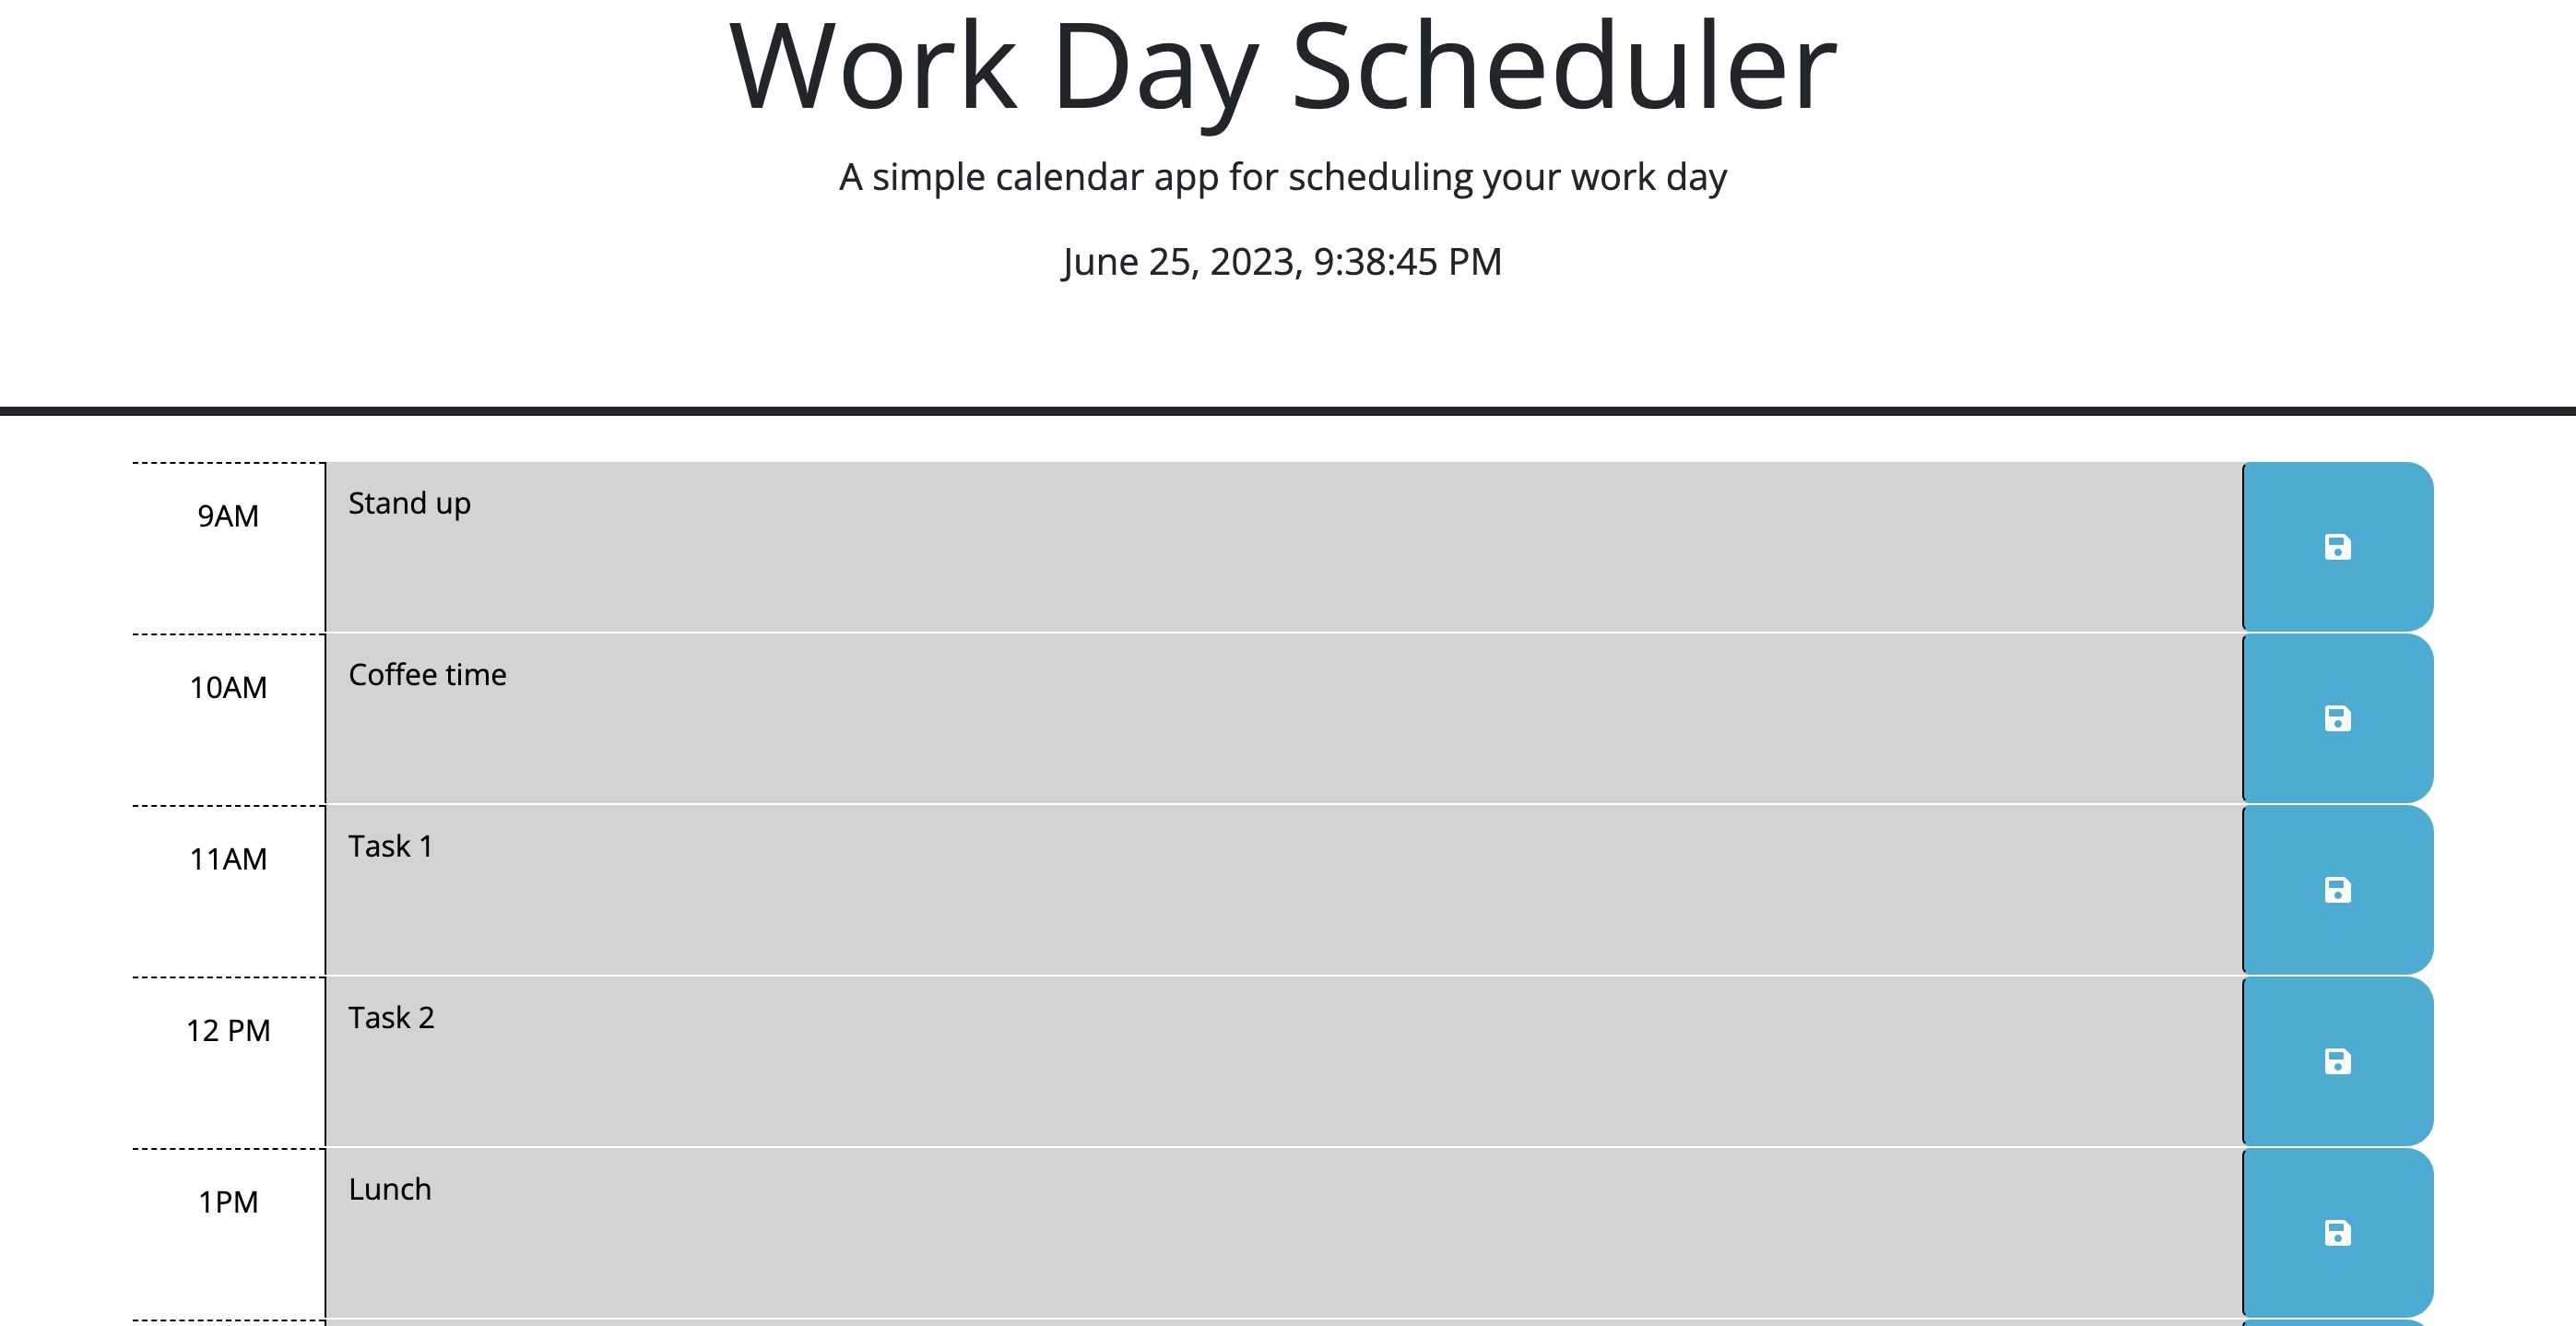 Work Day Scheduler
A simple calendar app for scheduling your work day
June 25, 2023, 9:38:45 PM
9AM
Stand up
10AM
Coffee time
11AM
Task 1
12 PM
Task 2
1PM
Lunch